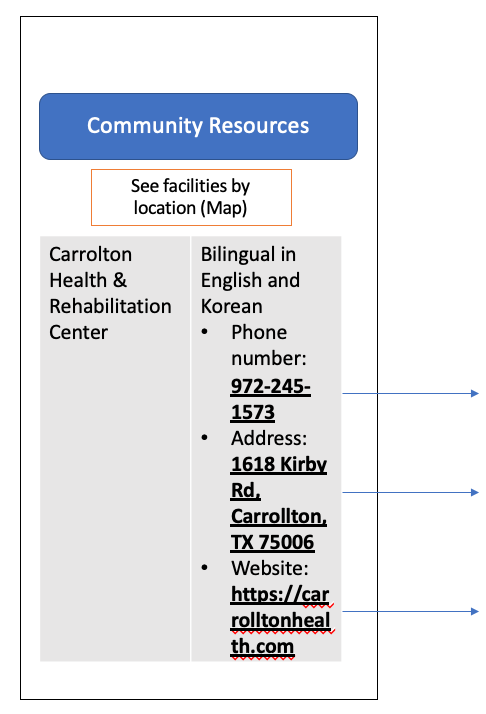 Community Resources
See facilities by
location (Map)
Carrolton
Health &
Rehabilitation
Center
Bilingual in
English and
Korean
• Phone
number:
972-245-
1573
• Address:
1618 Kirby
Rd,
Carrollton,
TX 75006
• Website:
https://car
rolltonheal
th.com